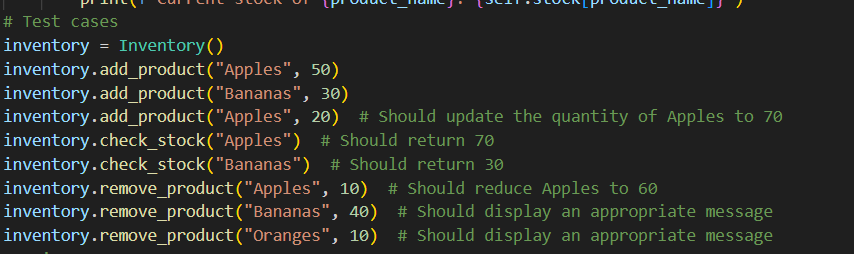 print(f"Current stock of {product_name}: {self.stock[product_name]}")
# Test cases
inventory = Inventory()
inventory.add_product("Apples", 50)
inventory.add_product("Bananas", 30)
inventory.add_product("Apples", 20)  # Should update the quantity of Apples to 70
inventory.check_stock("Apples")  # Should return 70
inventory.check_stock("Bananas")  # Should return 30
inventory.remove_product("Apples", 10)  # Should reduce Apples to 60
inventory.remove_product("Bananas", 40)  # Should display an appropriate message
inventory.remove_product("Oranges", 10)  # Should display an appropriate message